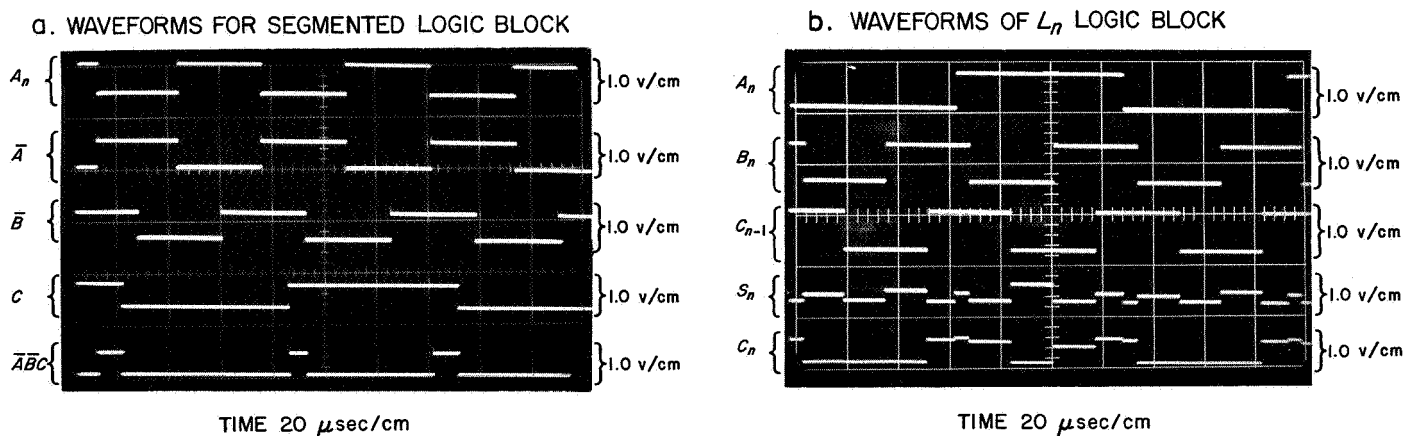 a. WAVEFORMS FOR SEGMENTED LOGIC BLOCK
Aₙ
1.0 v/cm
A̅
1.0 v/cm
B̅
1.0 v/cm
C
1.0 v/cm
A̅B̅C
1.0 v/cm
TIME 20 μsec/cm
b. WAVEFORMS OF Lₙ LOGIC BLOCK
Aₙ
1.0 v/cm
Bₙ
1.0 v/cm
Cₙ₋₁
1.0 v/cm
Sₙ
1.0 v/cm
Cₙ
1.0 v/cm
TIME 20 μsec/cm